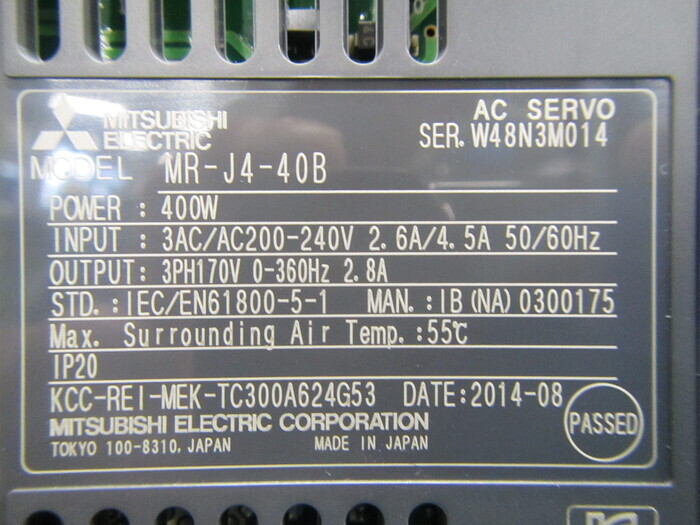 MITSUBISHI
ELECTRIC
AC SERVO
SER. W48N3M014
MODEL MR-J4-40B
POWER : 400W
INPUT : 3AC/AC200-240V 2.6A/4.5A 50/60Hz
OUTPUT: 3PH170V 0-360Hz 2.8A
STD. : IEC/EN61800-5-1 MAN. : IB(NA)0300175
Max. Surrounding Air Temp. :55℃
IP20
KCC-REI-MEK-TC300A624G53 DATE:2014-08
MITSUBISHI ELECTRIC CORPORATION
TOKYO 100-8310, JAPAN MADE IN JAPAN
PASSED